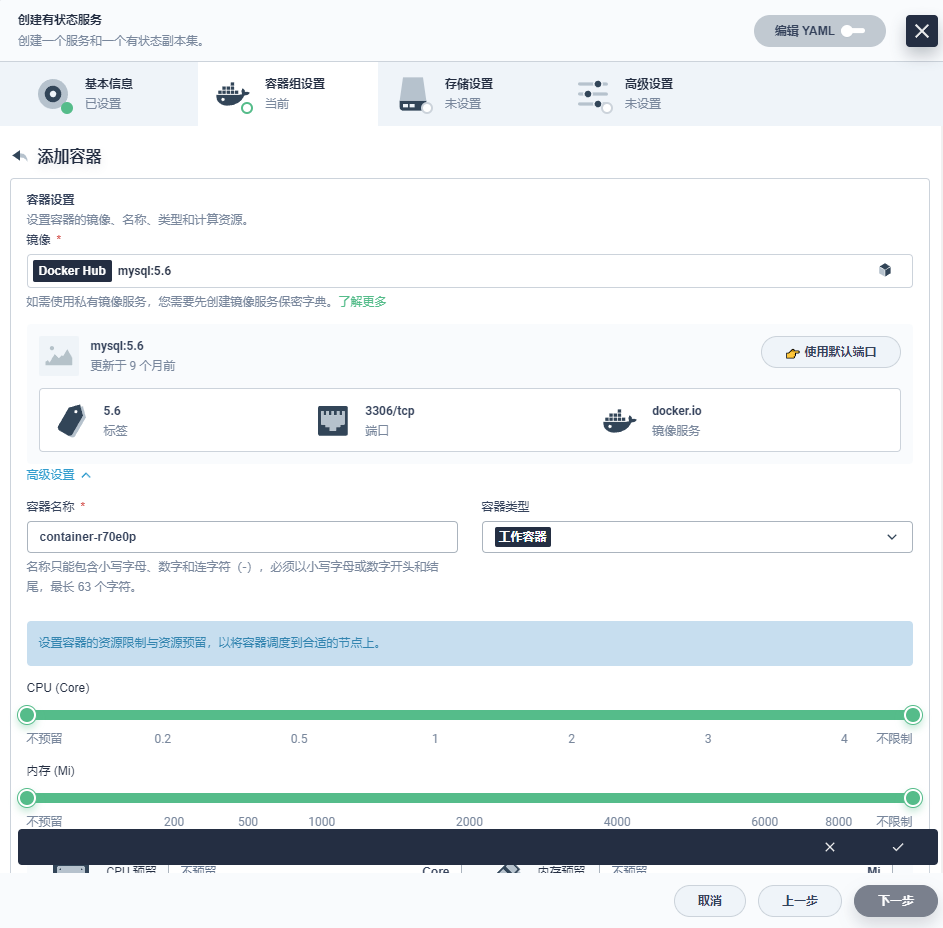 创建有状态服务
创建一个服务和一个有状态副本集。
编辑 YAML
基本信息
已设置
容器组设置
当前
存储设置
未设置
高级设置
未设置
添加容器
容器设置
设置容器的镜像、名称、类型和计算资源。
镜像 *
Docker Hub mysql:5.6
如需使用私有镜像服务，您需要先创建镜像服务保密字典。了解更多
mysql:5.6
更新于 9 个月前
👉 使用默认端口
5.6
标签
3306/tcp
端口
docker.io
镜像服务
高级设置
容器名称 *
容器类型
container-r70e0p
工作容器
名称只能包含小写字母、数字和连字符（-），必须以小写字母或数字开头和结
尾，最长 63 个字符。
设置容器的资源限制与资源预留，以将容器调度到合适的节点上。
CPU (Core)
不预留 0.2 0.5 1 2 3 4 不限制
内存 (Mi)
不预留 200 500 1000 2000 4000 6000 8000 不限制
CPU 预留 不预留 Core 内存预留 不预留 Mi
取消 上一步 下一步